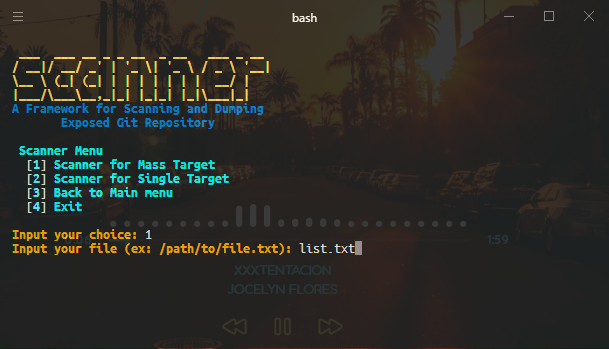 bash
scanner
A Framework for Scanning and Dumping
Exposed Git Repository
Scanner Menu
[1] Scanner for Mass Target
[2] Scanner for Single Target
[3] Back to Main menu
[4] Exit
Input your choice: 1
1:59
Input your file (ex: /path/to/file.txt): list.txt
XXXTENTACION
JOCELYN FLORES